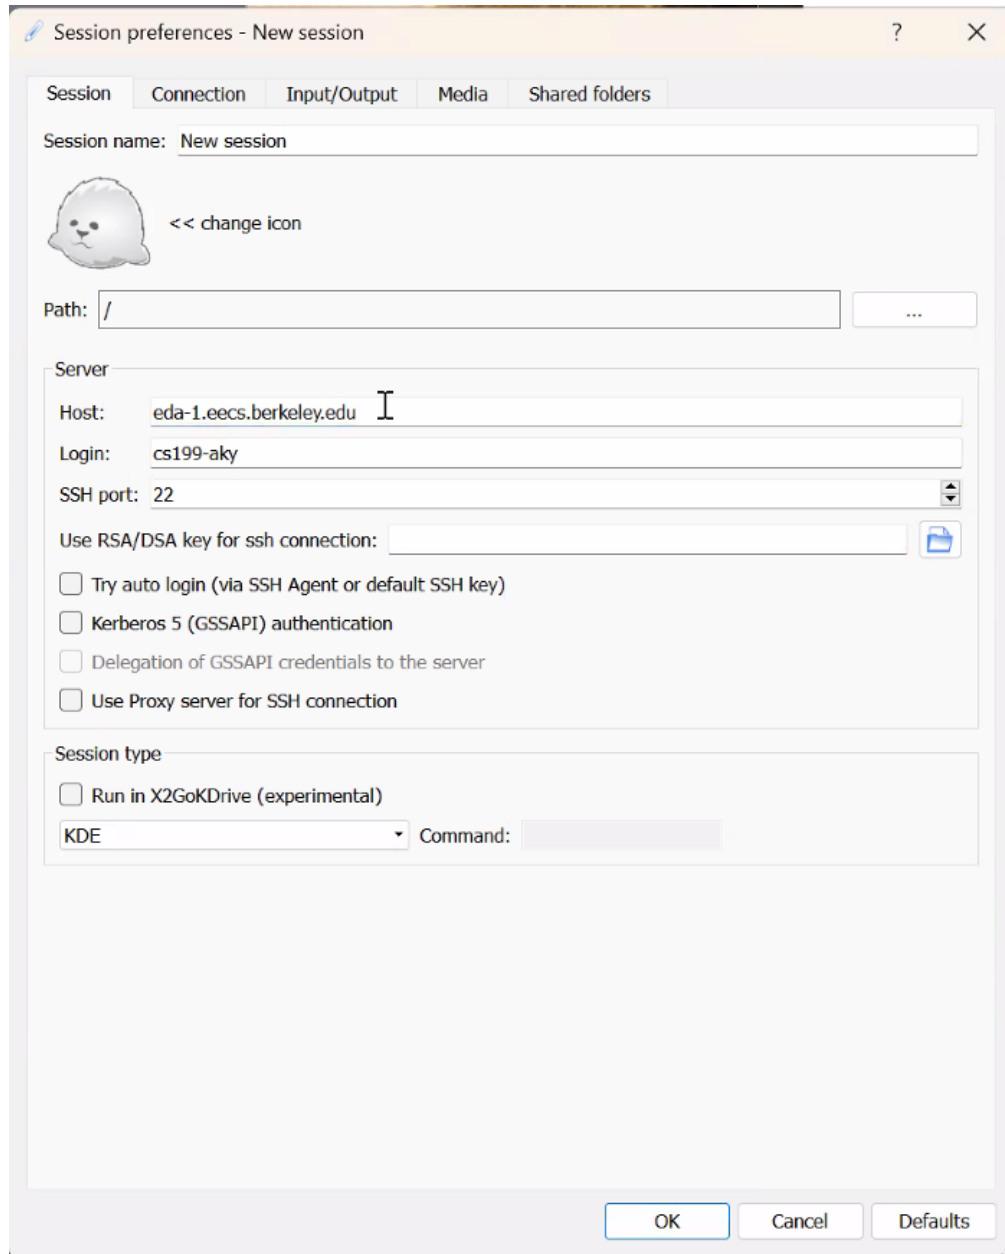 Session preferences - New session ?
Session Connection Input/Output Media Shared folders
Session name: New session
<< change icon
Path: / ...
Server
Host: eda-1.eecs.berkeley.edu
Login: cs199-aky
SSH port: 22
Use RSA/DSA key for ssh connection:
Try auto login (via SSH Agent or default SSH key)
Kerberos 5 (GSSAPI) authentication
Delegation of GSSAPI credentials to the server
Use Proxy server for SSH connection
Session type
Run in X2GoKDrive (experimental)
KDE Command:
OK Cancel Defaults